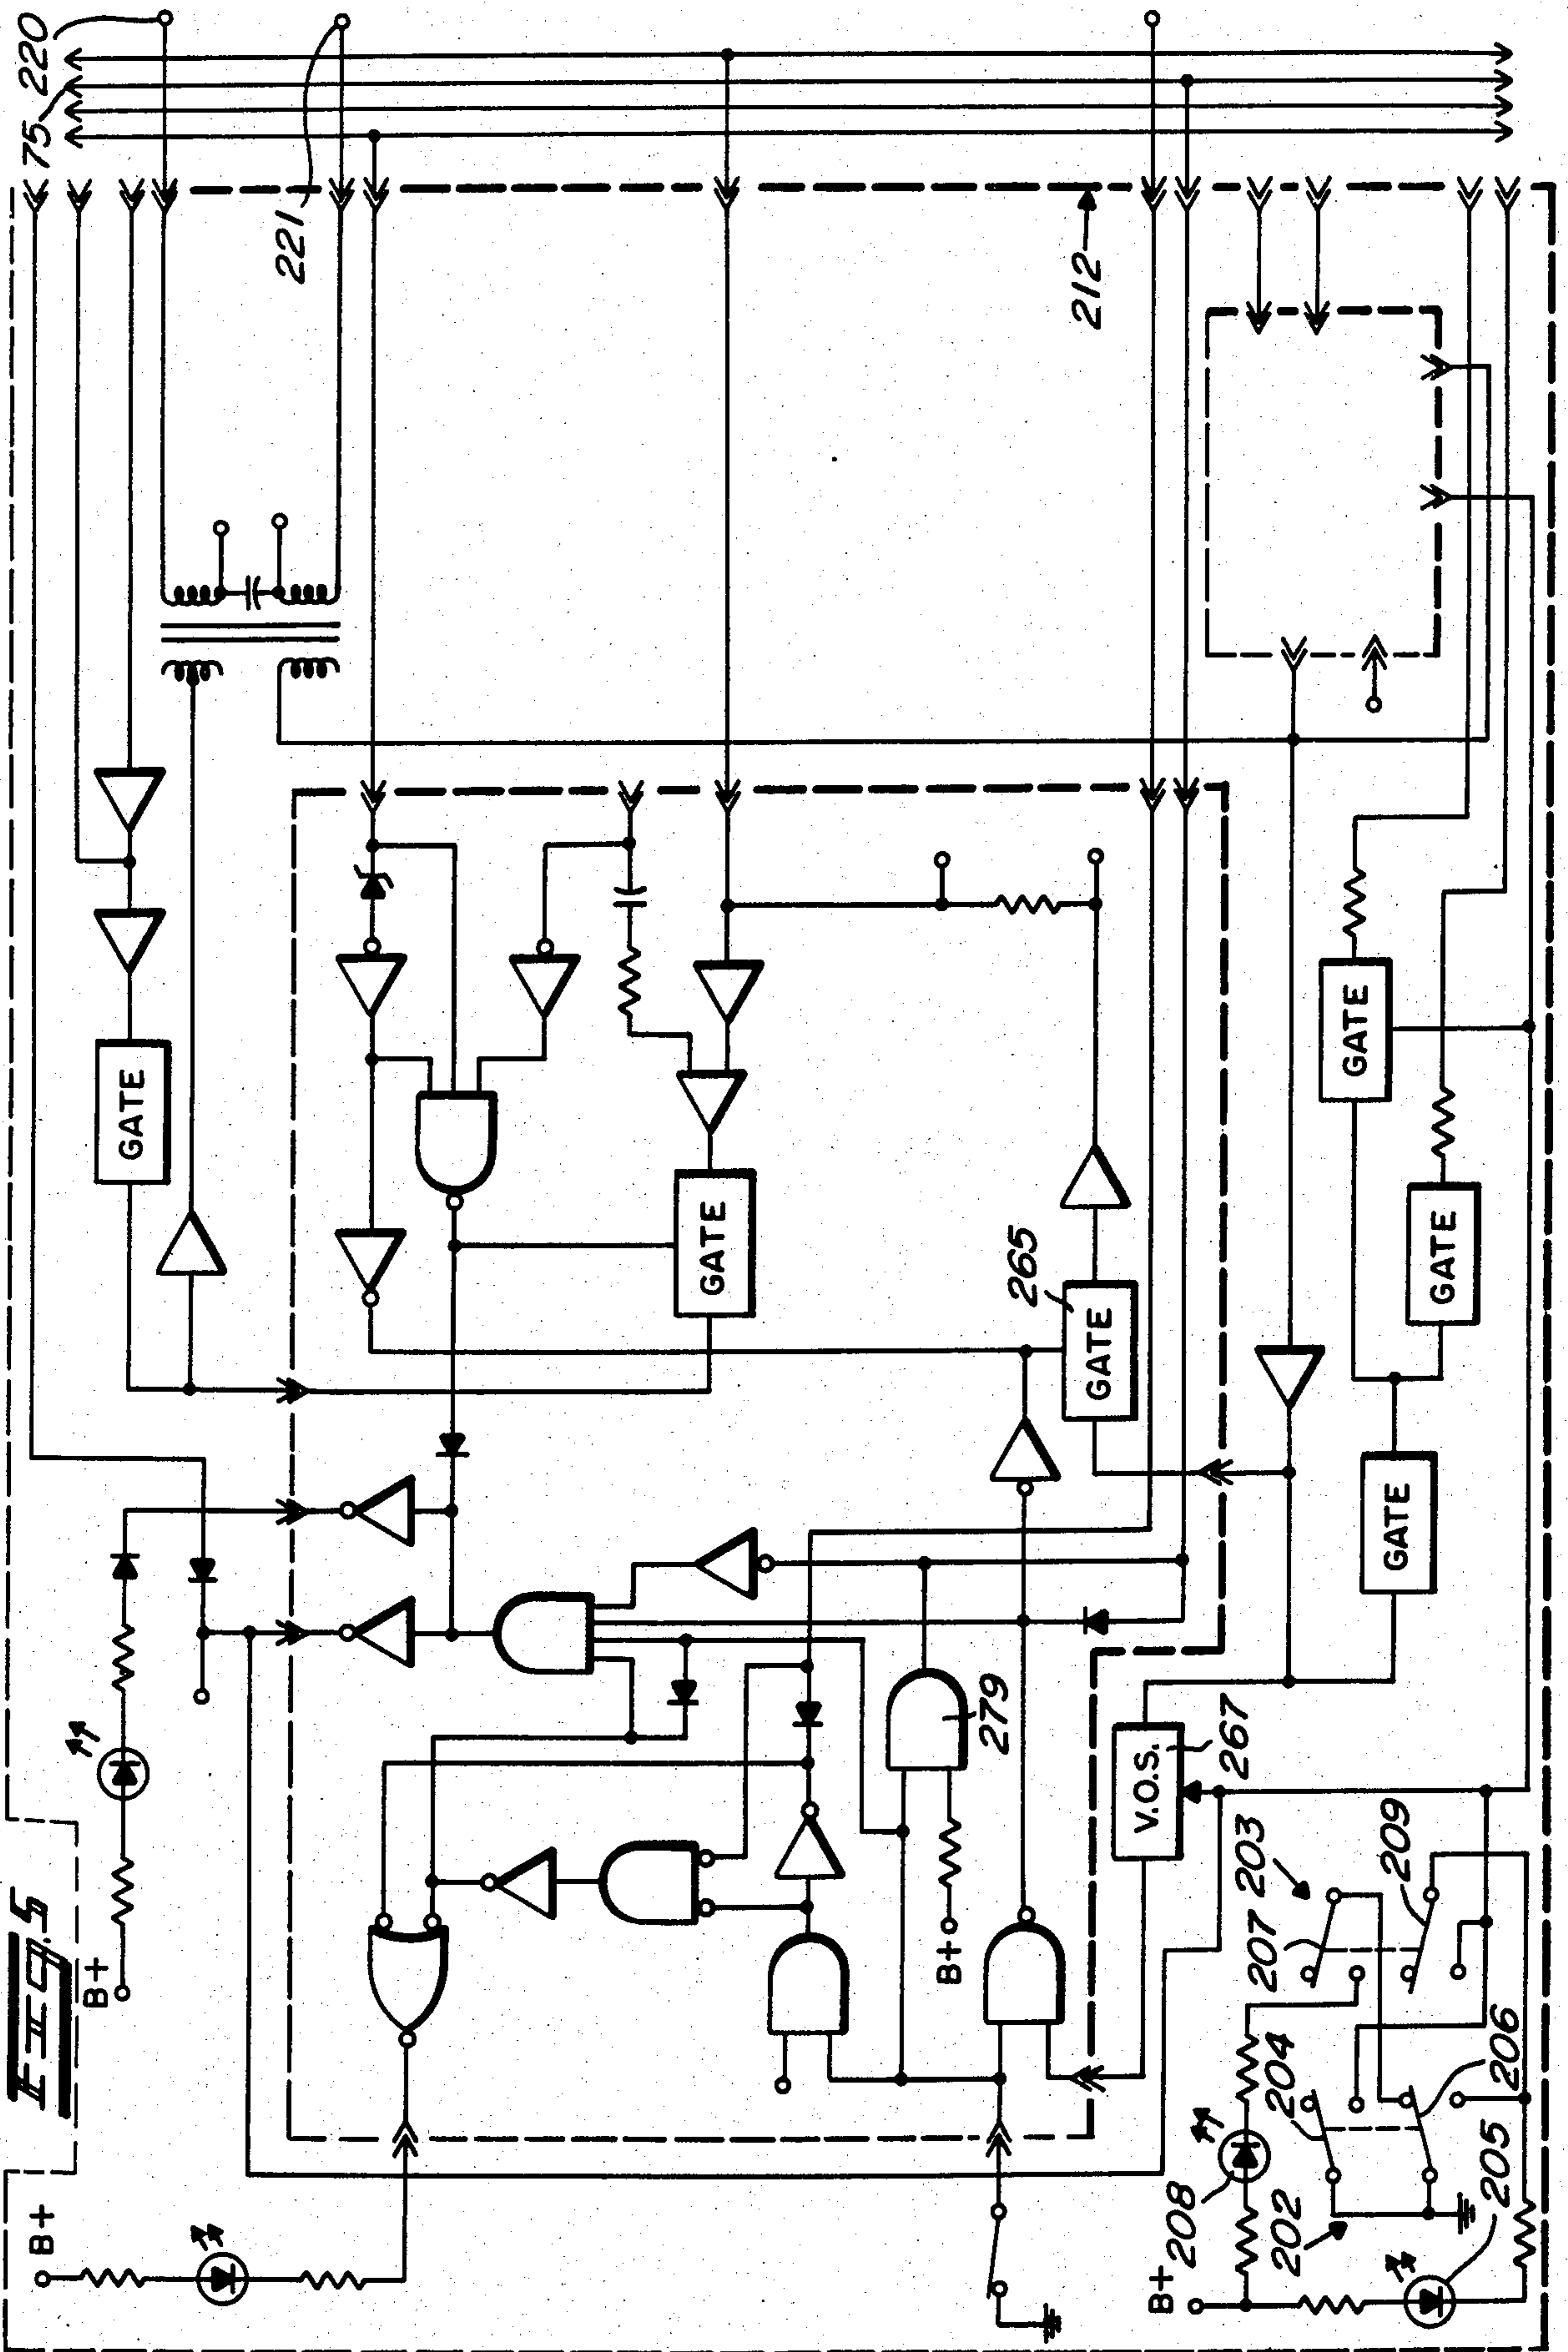 FIG. 5
B+
B+
75
220
221
212
GATE
GATE
265
GATE
GATE
GATE
GATE
279
B+
V.O.S.
267
203
207
209
204
206
208
202
205
B+